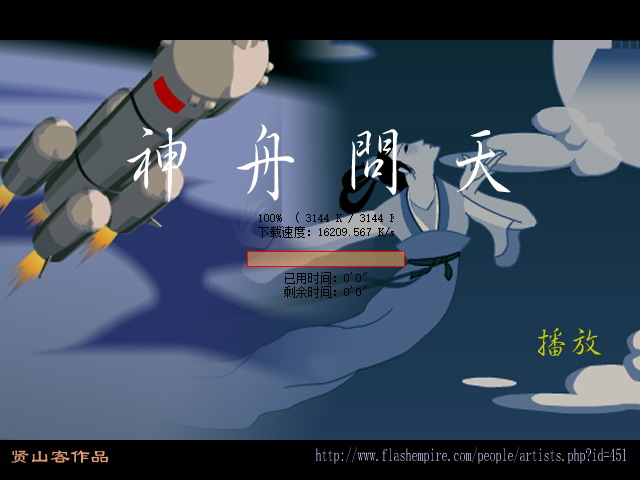 神舟問天
100% ( 3144 K / 3144 K
下载速度: 16209.567 K/s
已用时间: 0'0"
剩余时间: 0'0"
播放
贤山客作品
http://www.flashempire.com/people/artists.php?id=451